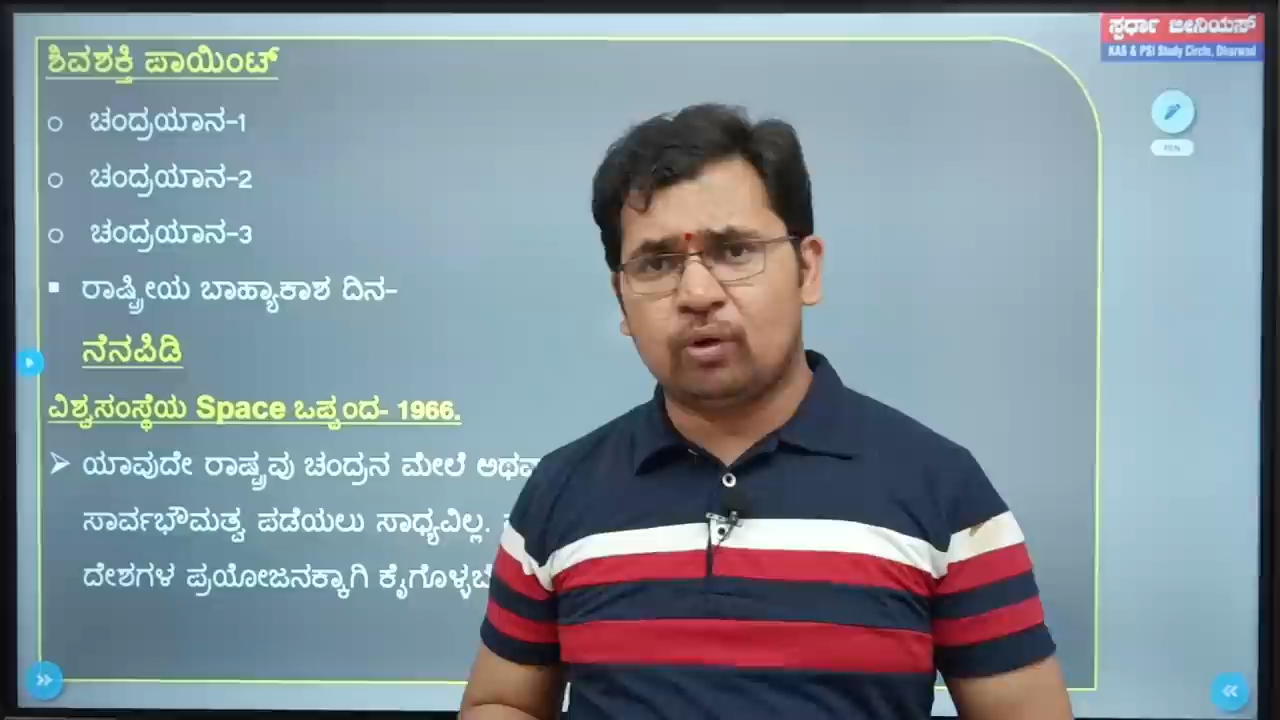 ಸ್ಪರ್ಧಾ ಜೀನಿಯಸ್
KAS & PSI Study Circle, Dharwad
ಶಿವಶಕ್ತಿ ಪಾಯಿಂಟ್
ಚಂದ್ರಯಾನ-1
ಚಂದ್ರಯಾನ-2
ಚಂದ್ರಯಾನ-3
ರಾಷ್ಟ್ರೀಯ ಬಾಹ್ಯಾಕಾಶ ದಿನ-
ನೆನಪಿಡಿ
ವಿಶ್ವಸಂಸ್ಥೆಯ Space ಒಪ್ಪಂದ- 1966.
ಯಾವುದೇ ರಾಷ್ಟ್ರವು ಚಂದ್ರನ ಮೇಲೆ
ಸಾರ್ವಭೌಮತ್ವ ಪಡೆಯಲು ಸಾಧ್ಯವಿಲ್ಲ.
ದೇಶಗಳ ಪ್ರಯೋಜನಕ್ಕಾಗಿ